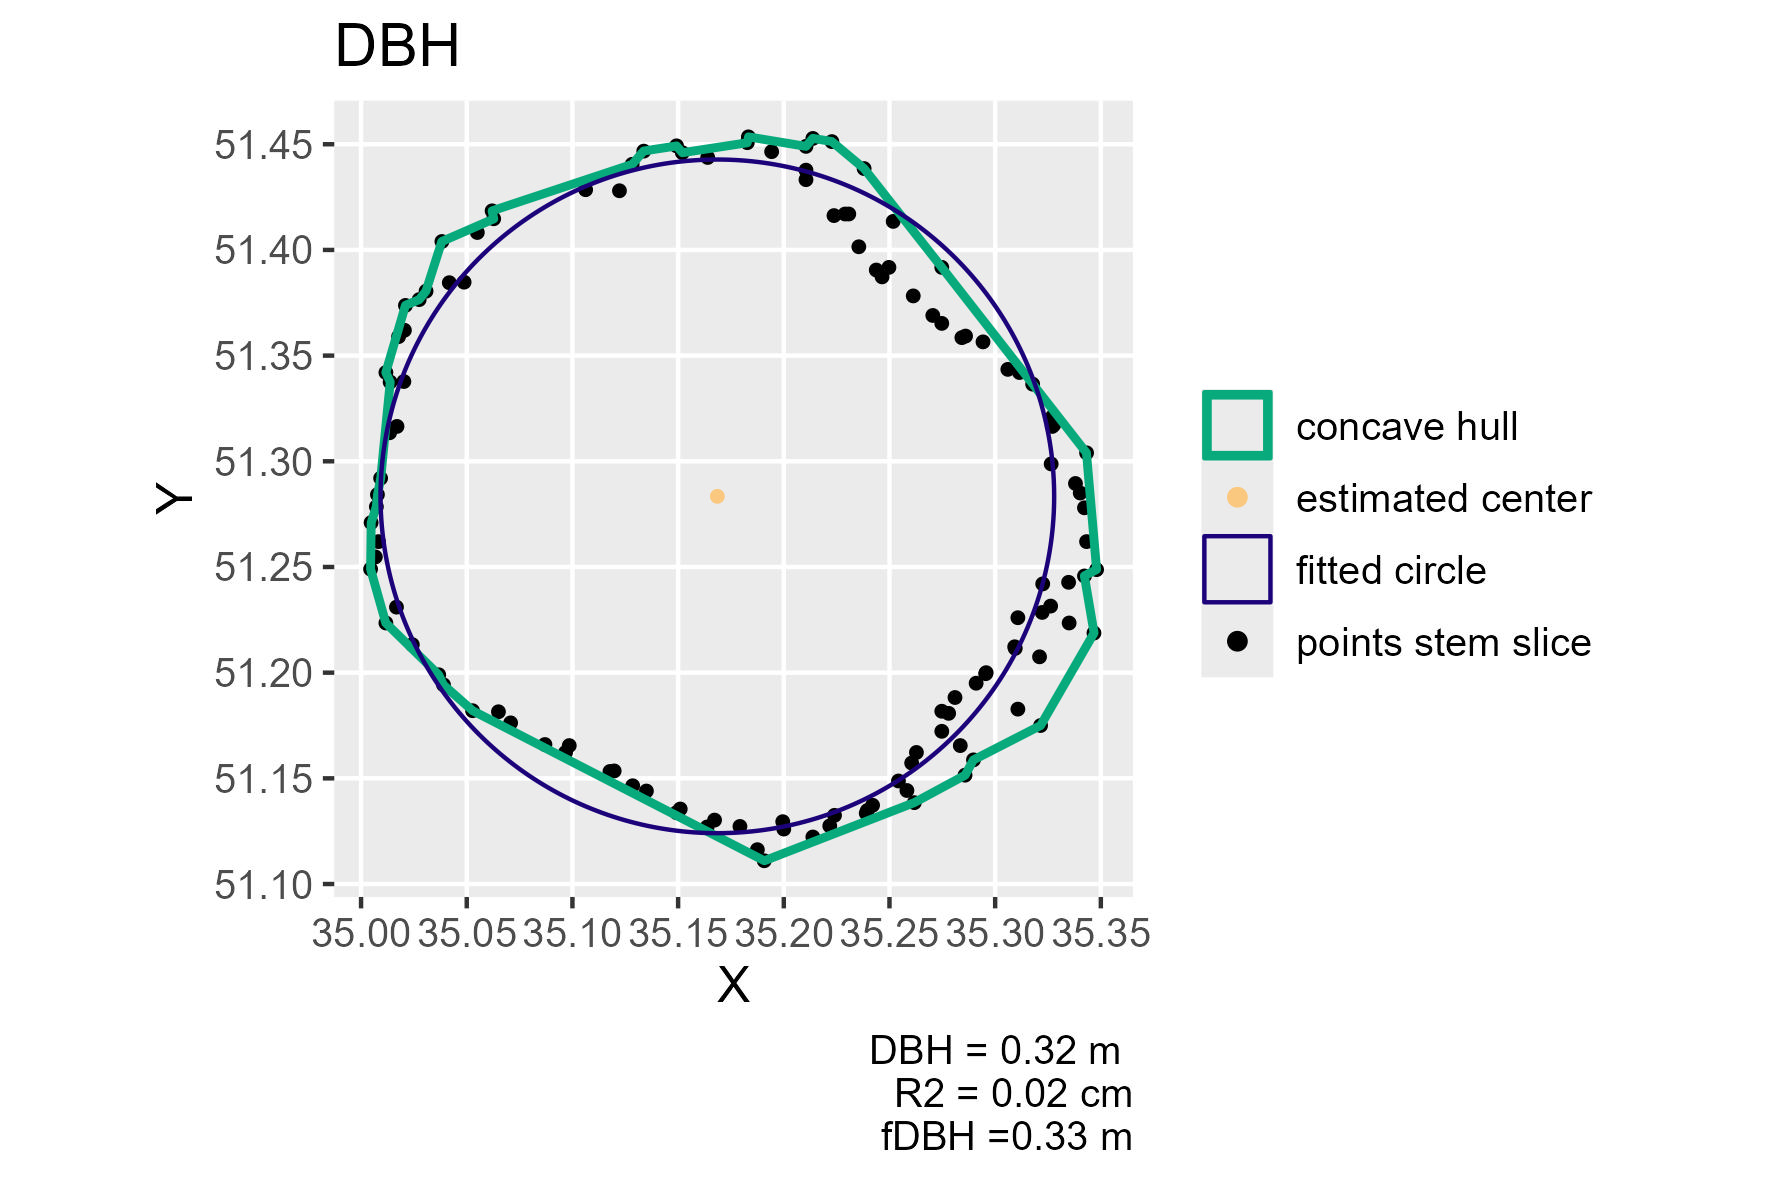 DBH
51.45
51.40
51.35
51.30
51.25
51.20
51.15
51.10
Y
35.00 35.05 35.10 35.15 35.20 35.25 35.30 35.35
X
concave hull
estimated center
fitted circle
points stem slice
DBH = 0.32 m
R2 = 0.02 cm
fDBH =0.33 m